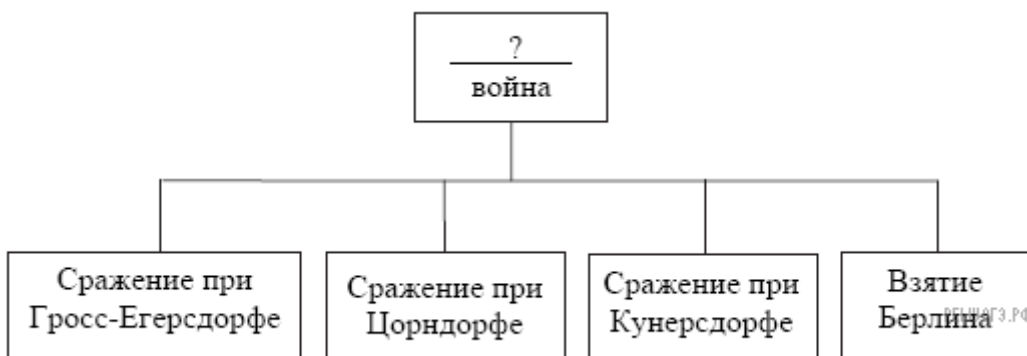 ?
война
Сражение при
Гросс-Егерсдорфе
Сражение при
Цорндорфе
Сражение при
Кунерсдорфе
Взятие
Берлина